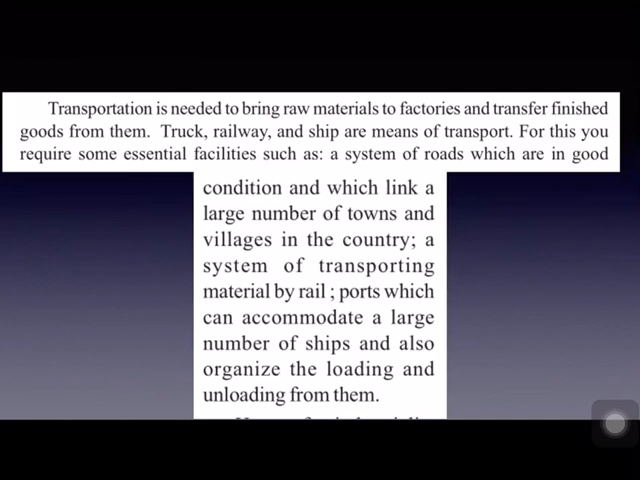 Transportation is needed to bring raw materials to factories and transfer finished
goods from them. Truck, railway, and ship are means of transport. For this you
require some essential facilities such as: a system of roads which are in good
condition and which link a
large number of towns and
villages in the country; a
system of transporting
material by rail ; ports which
can accommodate a large
number of ships and also
organize the loading and
unloading from them.